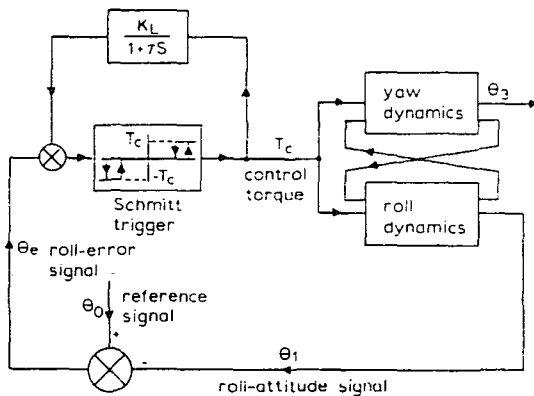 K_L
1+τS
T_c
-T_c
Schmitt
trigger
T_c
control
torque
yaw
dynamics
θ_3
roll
dynamics
θ_e roll-error
signal
-
θ_0 reference
signal
+
-
θ_1
roll-attitude signal